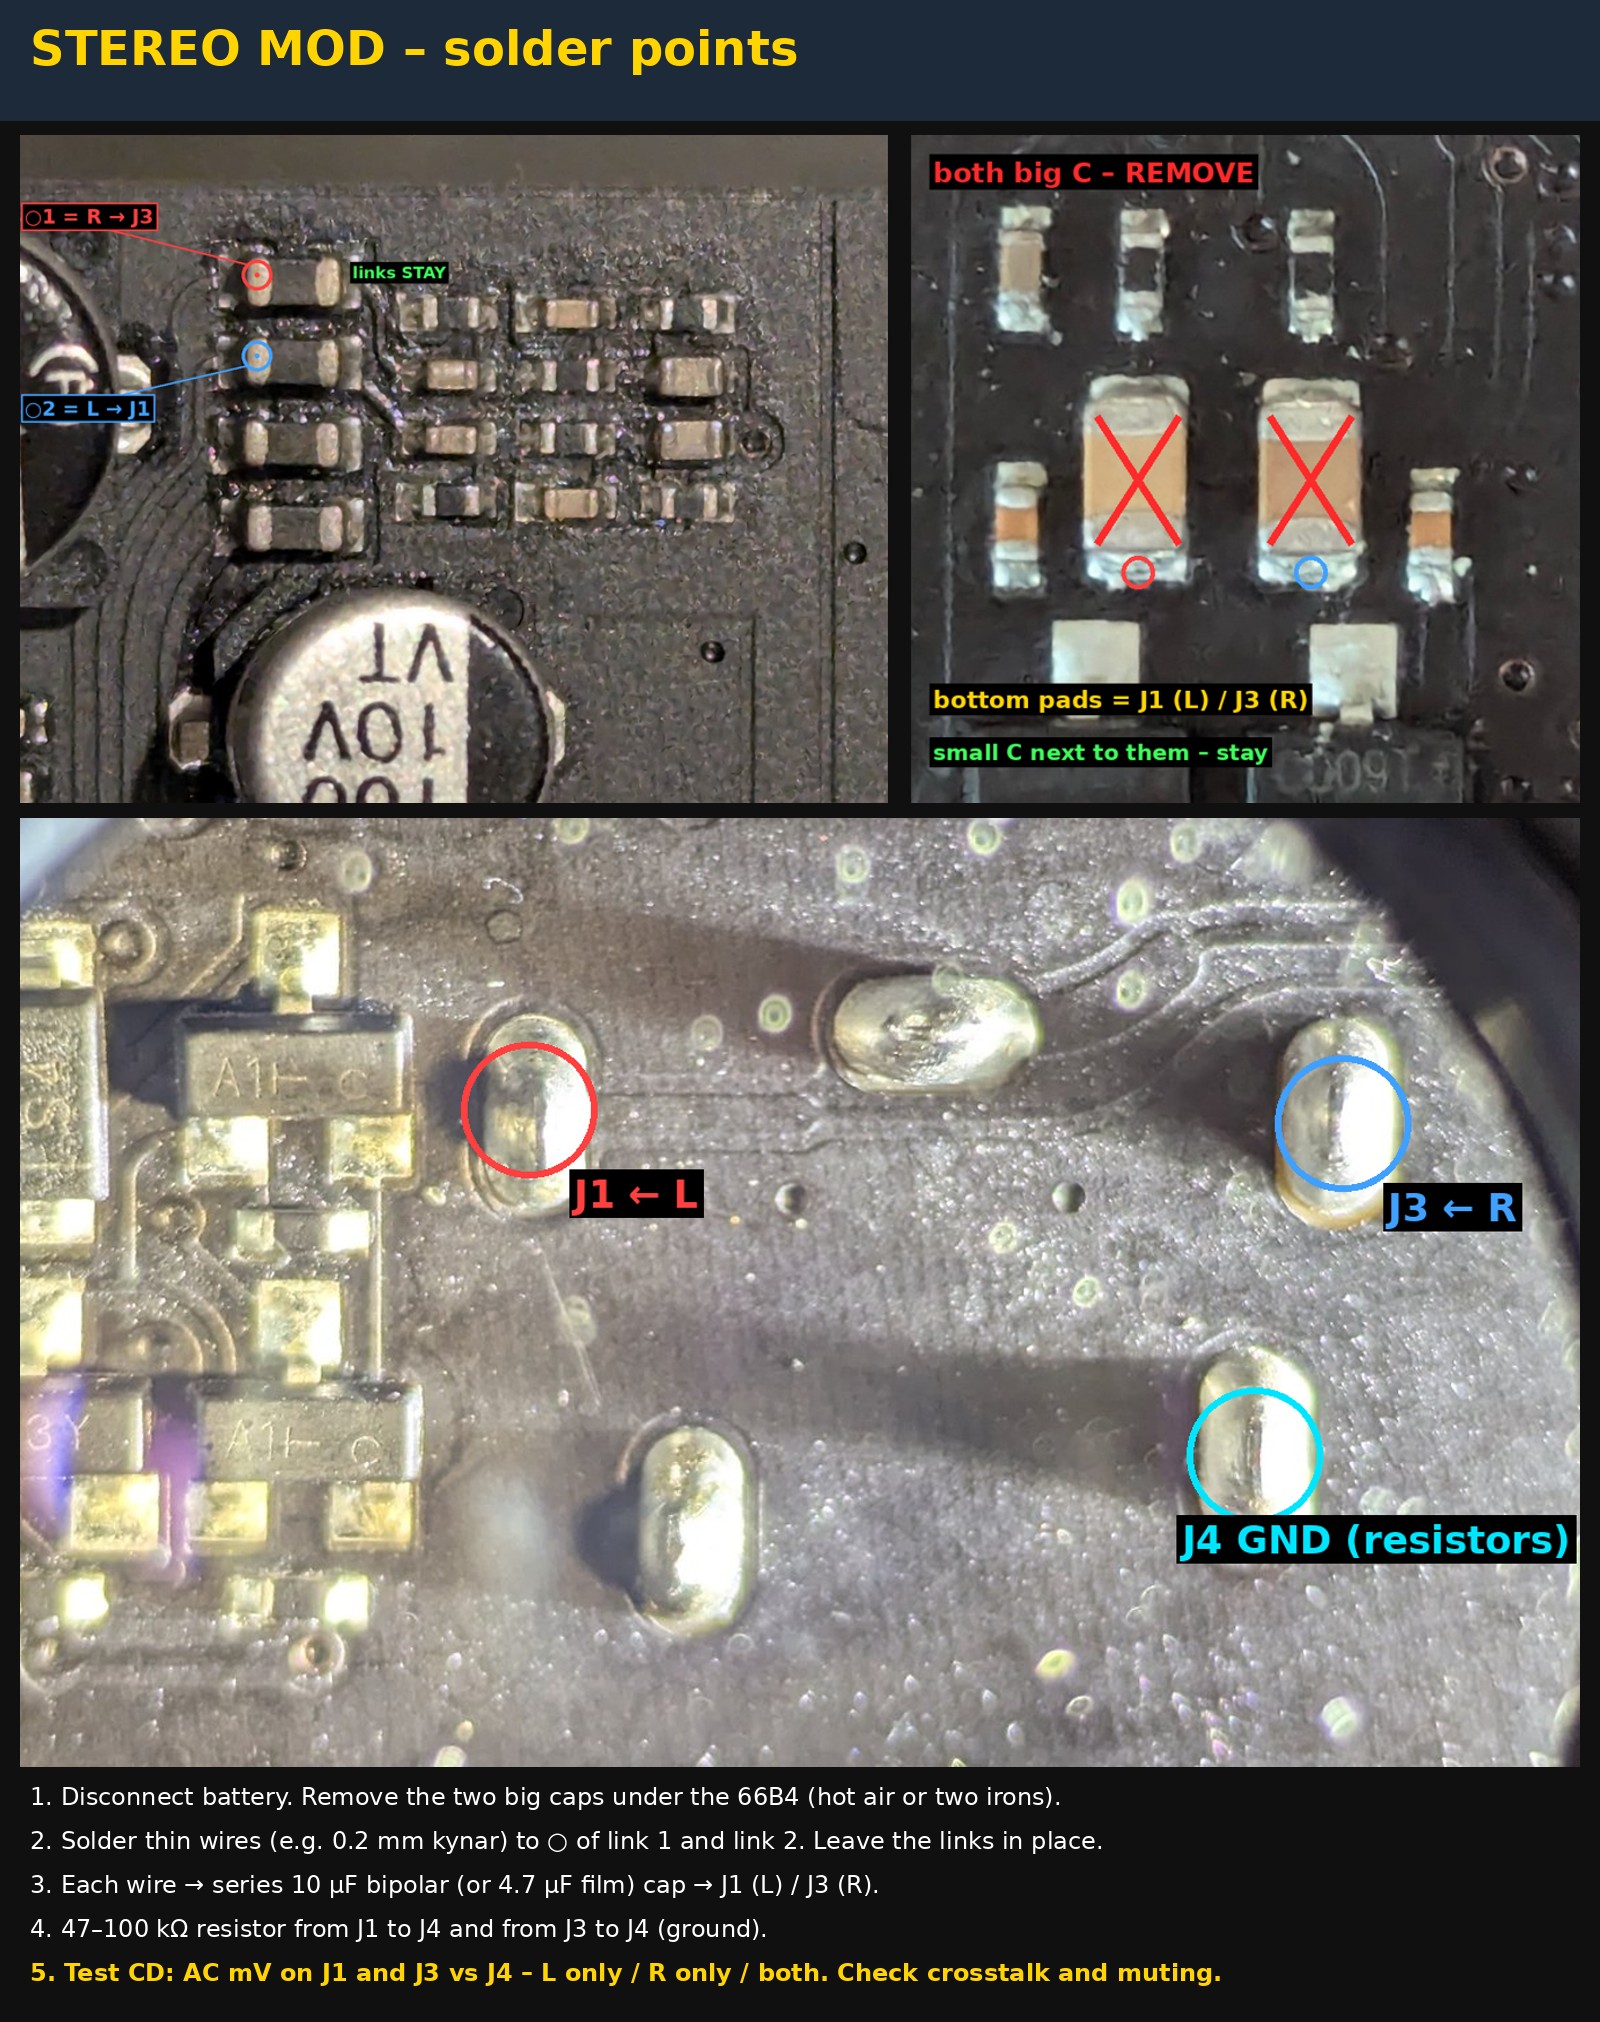 STEREO MOD – solder points
○1 = R → J3
links STAY
○2 = L → J1
VT
10V
both big C – REMOVE
bottom pads = J1 (L) / J3 (R)
small C next to them – stay
J1 ← L
J3 ← R
J4 GND (resistors)
1. Disconnect battery. Remove the two big caps under the 66B4 (hot air or two irons).
2. Solder thin wires (e.g. 0.2 mm kynar) to ○ of link 1 and link 2. Leave the links in place.
3. Each wire → series 10 µF bipolar (or 4.7 µF film) cap → J1 (L) / J3 (R).
4. 47–100 kΩ resistor from J1 to J4 and from J3 to J4 (ground).
5. Test CD: AC mV on J1 and J3 vs J4 – L only / R only / both. Check crosstalk and muting.